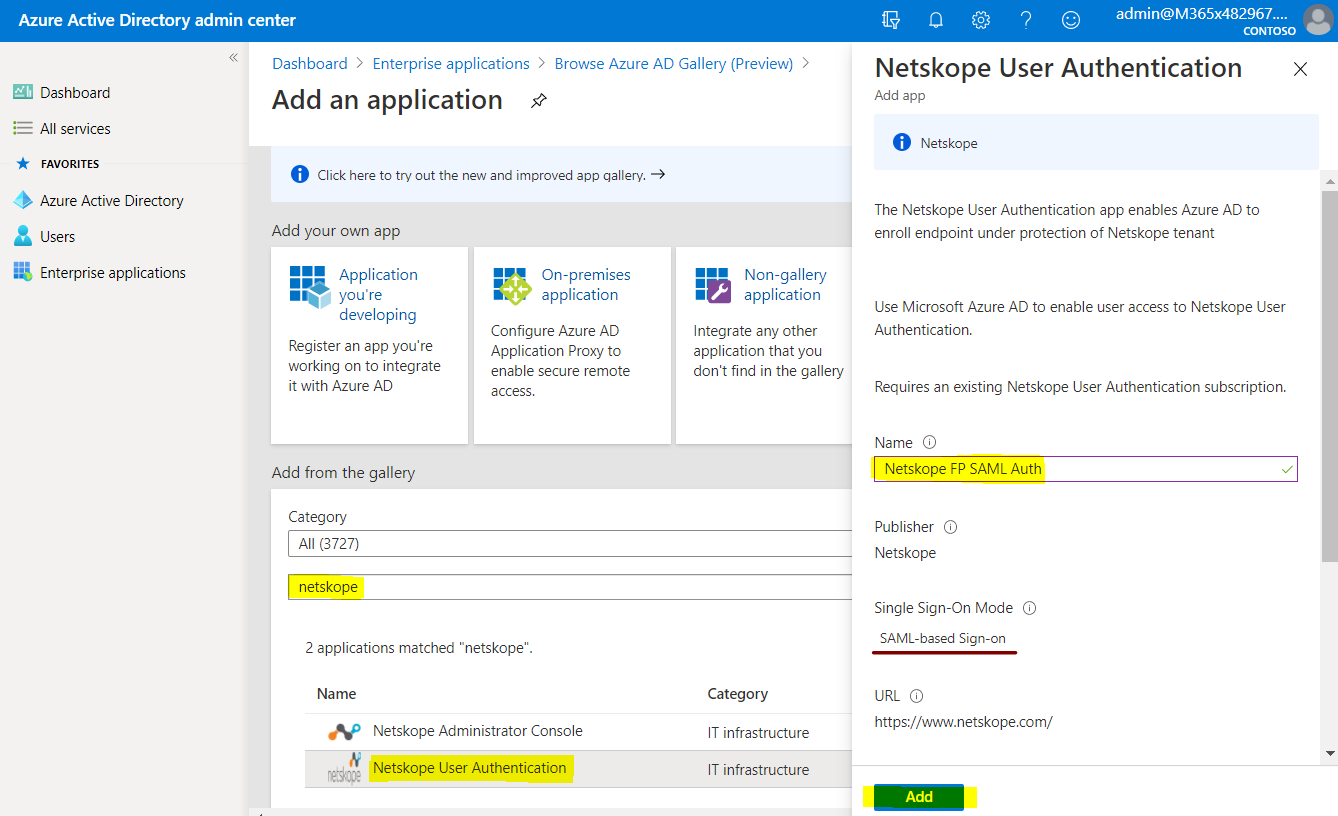 Azure Active Directory admin center
admin@M365x482967....
CONTOSO
Dashboard
All services
FAVORITES
Azure Active Directory
Users
Enterprise applications
Dashboard > Enterprise applications > Browse Azure AD Gallery (Preview) >
Add an application
Click here to try out the new and improved app gallery. →
Add your own app
Application
you're
developing
Register an app you're
working on to integrate
it with Azure AD
On-premises
application
Configure Azure AD
Application Proxy to
enable secure remote
access.
Non-gallery
application
Integrate any other
application that you
don't find in the gallery
Add from the gallery
Category
All (3727)
netskope
2 applications matched "netskope".
Name Category
Netskope Administrator Console IT infrastructure
netskope Netskope User Authentication IT infrastructure
Netskope User Authentication
Add app
Netskope
The Netskope User Authentication app enables Azure AD to
enroll endpoint under protection of Netskope tenant
Use Microsoft Azure AD to enable user access to Netskope User
Authentication.
Requires an existing Netskope User Authentication subscription.
Name
Netskope FP SAML Auth
Publisher
Netskope
Single Sign-On Mode
SAML-based Sign-on
URL
https://www.netskope.com/
Add